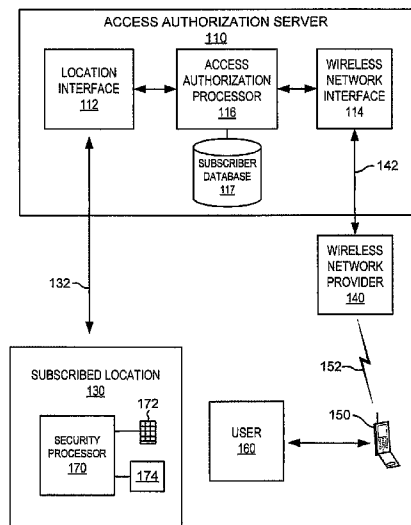 ACCESS AUTHORIZATION SERVER
110
LOCATION
INTERFACE
112
ACCESS
AUTHORIZATION
PROCESSOR
116
WIRELESS
NETWORK
INTERFACE
114
SUBSCRIBER
DATABASE
117
142
132
WIRELESS
NETWORK
PROVIDER
140
152
SUBSCRIBED LOCATION
130
172
SECURITY
PROCESSOR
170
174
USER
160
150